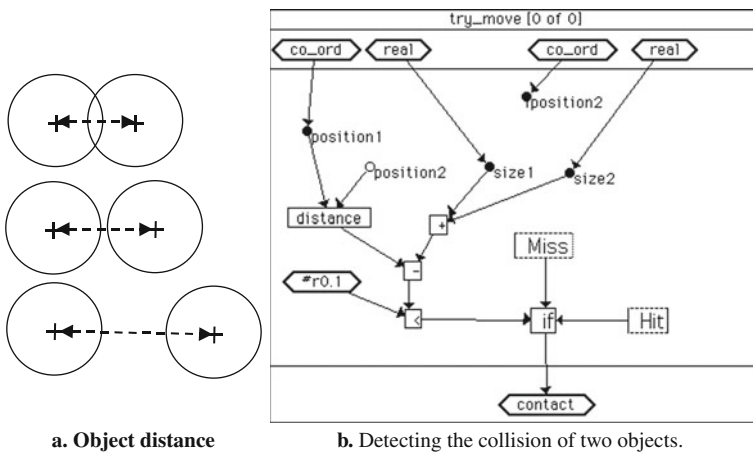 try_move [0 of 0]
co_ord real co_ord real
position2
position1
position2 size1 size2
distance +
-
Miss
#r0.1
< if Hit
contact
a. Object distance b. Detecting the collision of two objects.